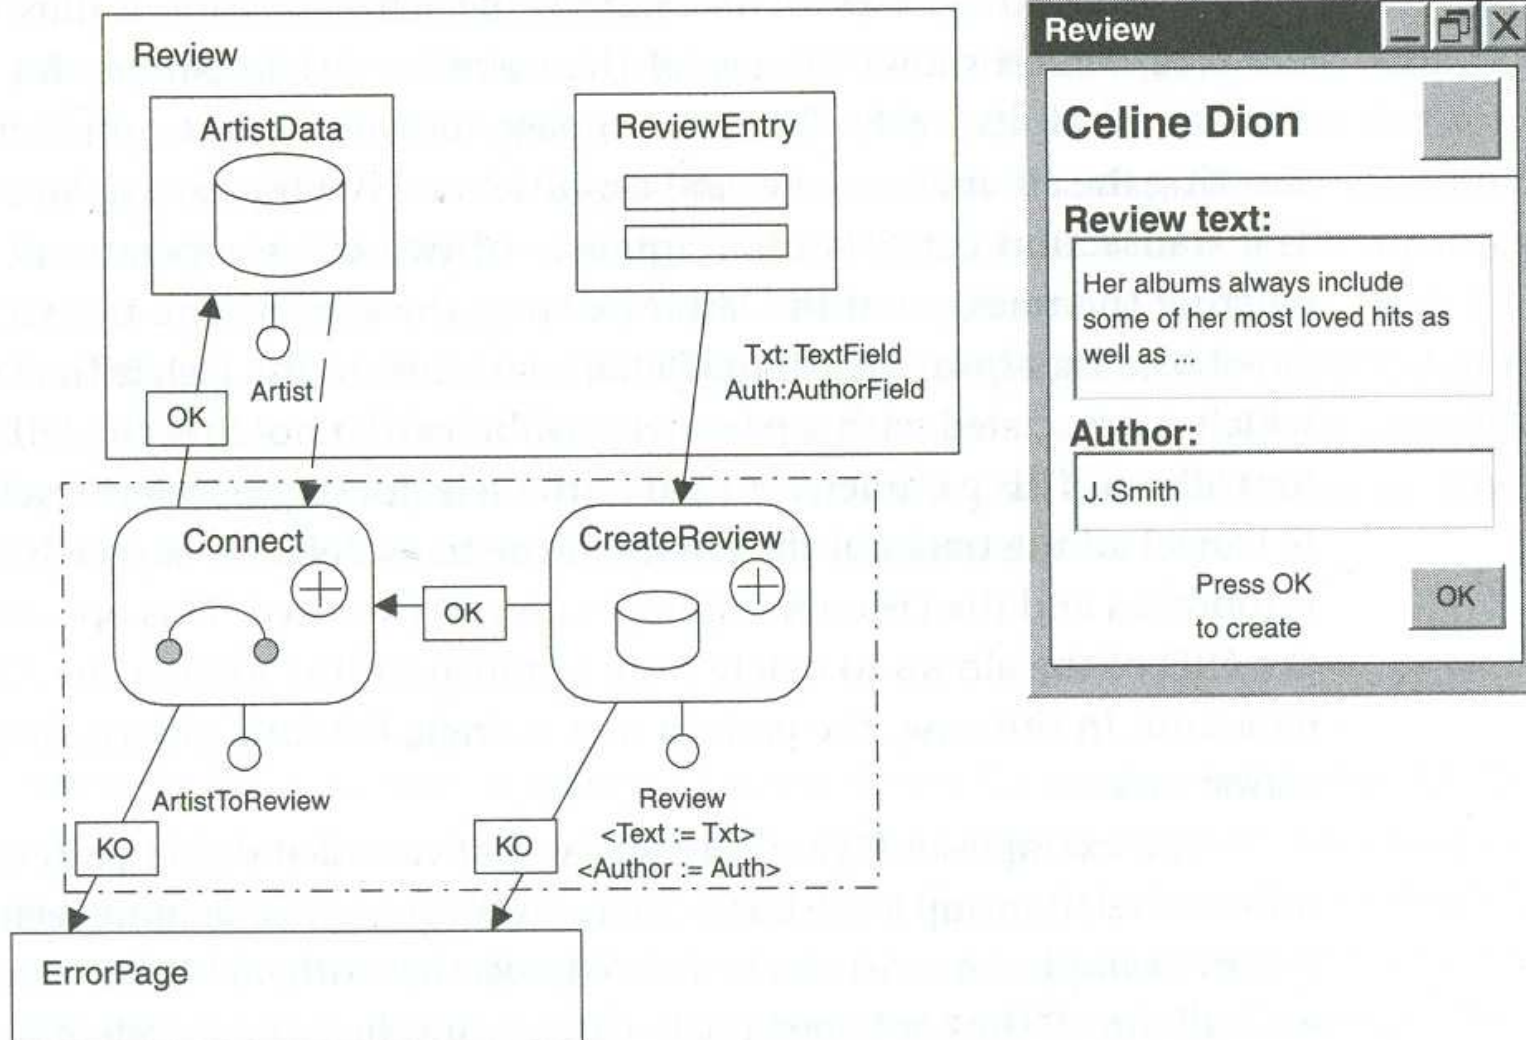 Review
ArtistData
ReviewEntry
Artist
Txt: TextField
Auth:AuthorField
OK
Connect
CreateReview
OK
ArtistToReview
Review
<Text := Txt>
<Author := Auth>
KO
KO
ErrorPage
Review
Celine Dion
Review text:
Her albums always include
some of her most loved hits as
well as ...
Author:
J. Smith
Press OK
to create
OK